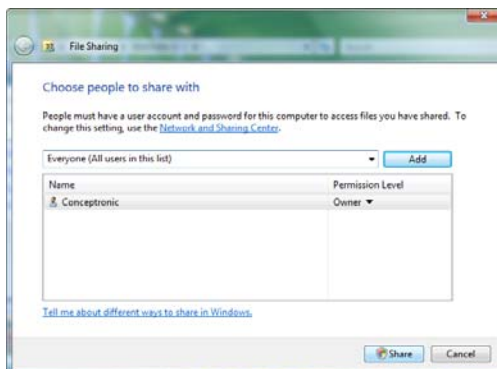 File Sharing
Choose people to share with
People must have a user account and password for this computer to access files you have shared. To
change this setting, use the Network and Sharing Center.
Everyone (All users in this list)
Add
Name Permission Level
Conceptronic Owner
Tell me about different ways to share in Windows.
Share Cancel